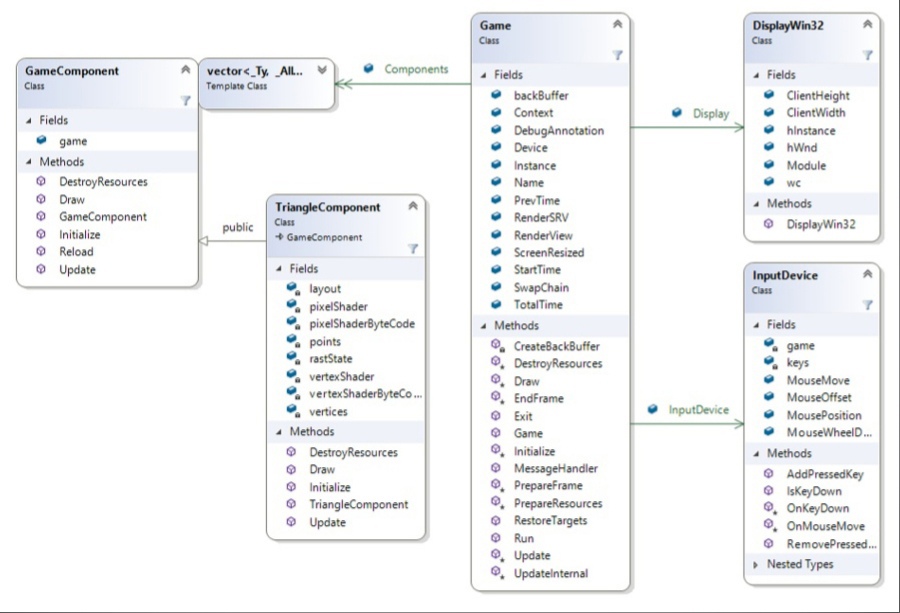 GameComponent
Class
Fields
game
Methods
DestroyResources
Draw
GameComponent
Initialize
Reload
Update
vector<_Ty, _All...
Template Class
Components
public
TriangleComponent
Class
GameComponent
Fields
layout
pixelShader
pixelShaderByteCode
points
rastState
vertexShader
vertexShaderByteCo...
vertices
Methods
DestroyResources
Draw
Initialize
TriangleComponent
Update
Game
Class
Fields
backBuffer
Context
DebugAnnotation
Device
Instance
Name
PrevTime
RenderSRV
RenderView
ScreenResized
StartTime
SwapChain
TotalTime
Methods
CreateBackBuffer
DestroyResources
Draw
EndFrame
Exit
Game
Initialize
MessageHandler
PrepareFrame
PrepareResources
RestoreTargets
Run
Update
UpdateInternal
Display
InputDevice
DisplayWin32
Class
Fields
ClientHeight
ClientWidth
hInstance
hWnd
Module
wc
Methods
DisplayWin32
InputDevice
Class
Fields
game
keys
MouseMove
MouseOffset
MousePosition
MouseWheelD...
Methods
AddPressedKey
IsKeyDown
OnKeyDown
OnMouseMove
RemovePressed...
Nested Types